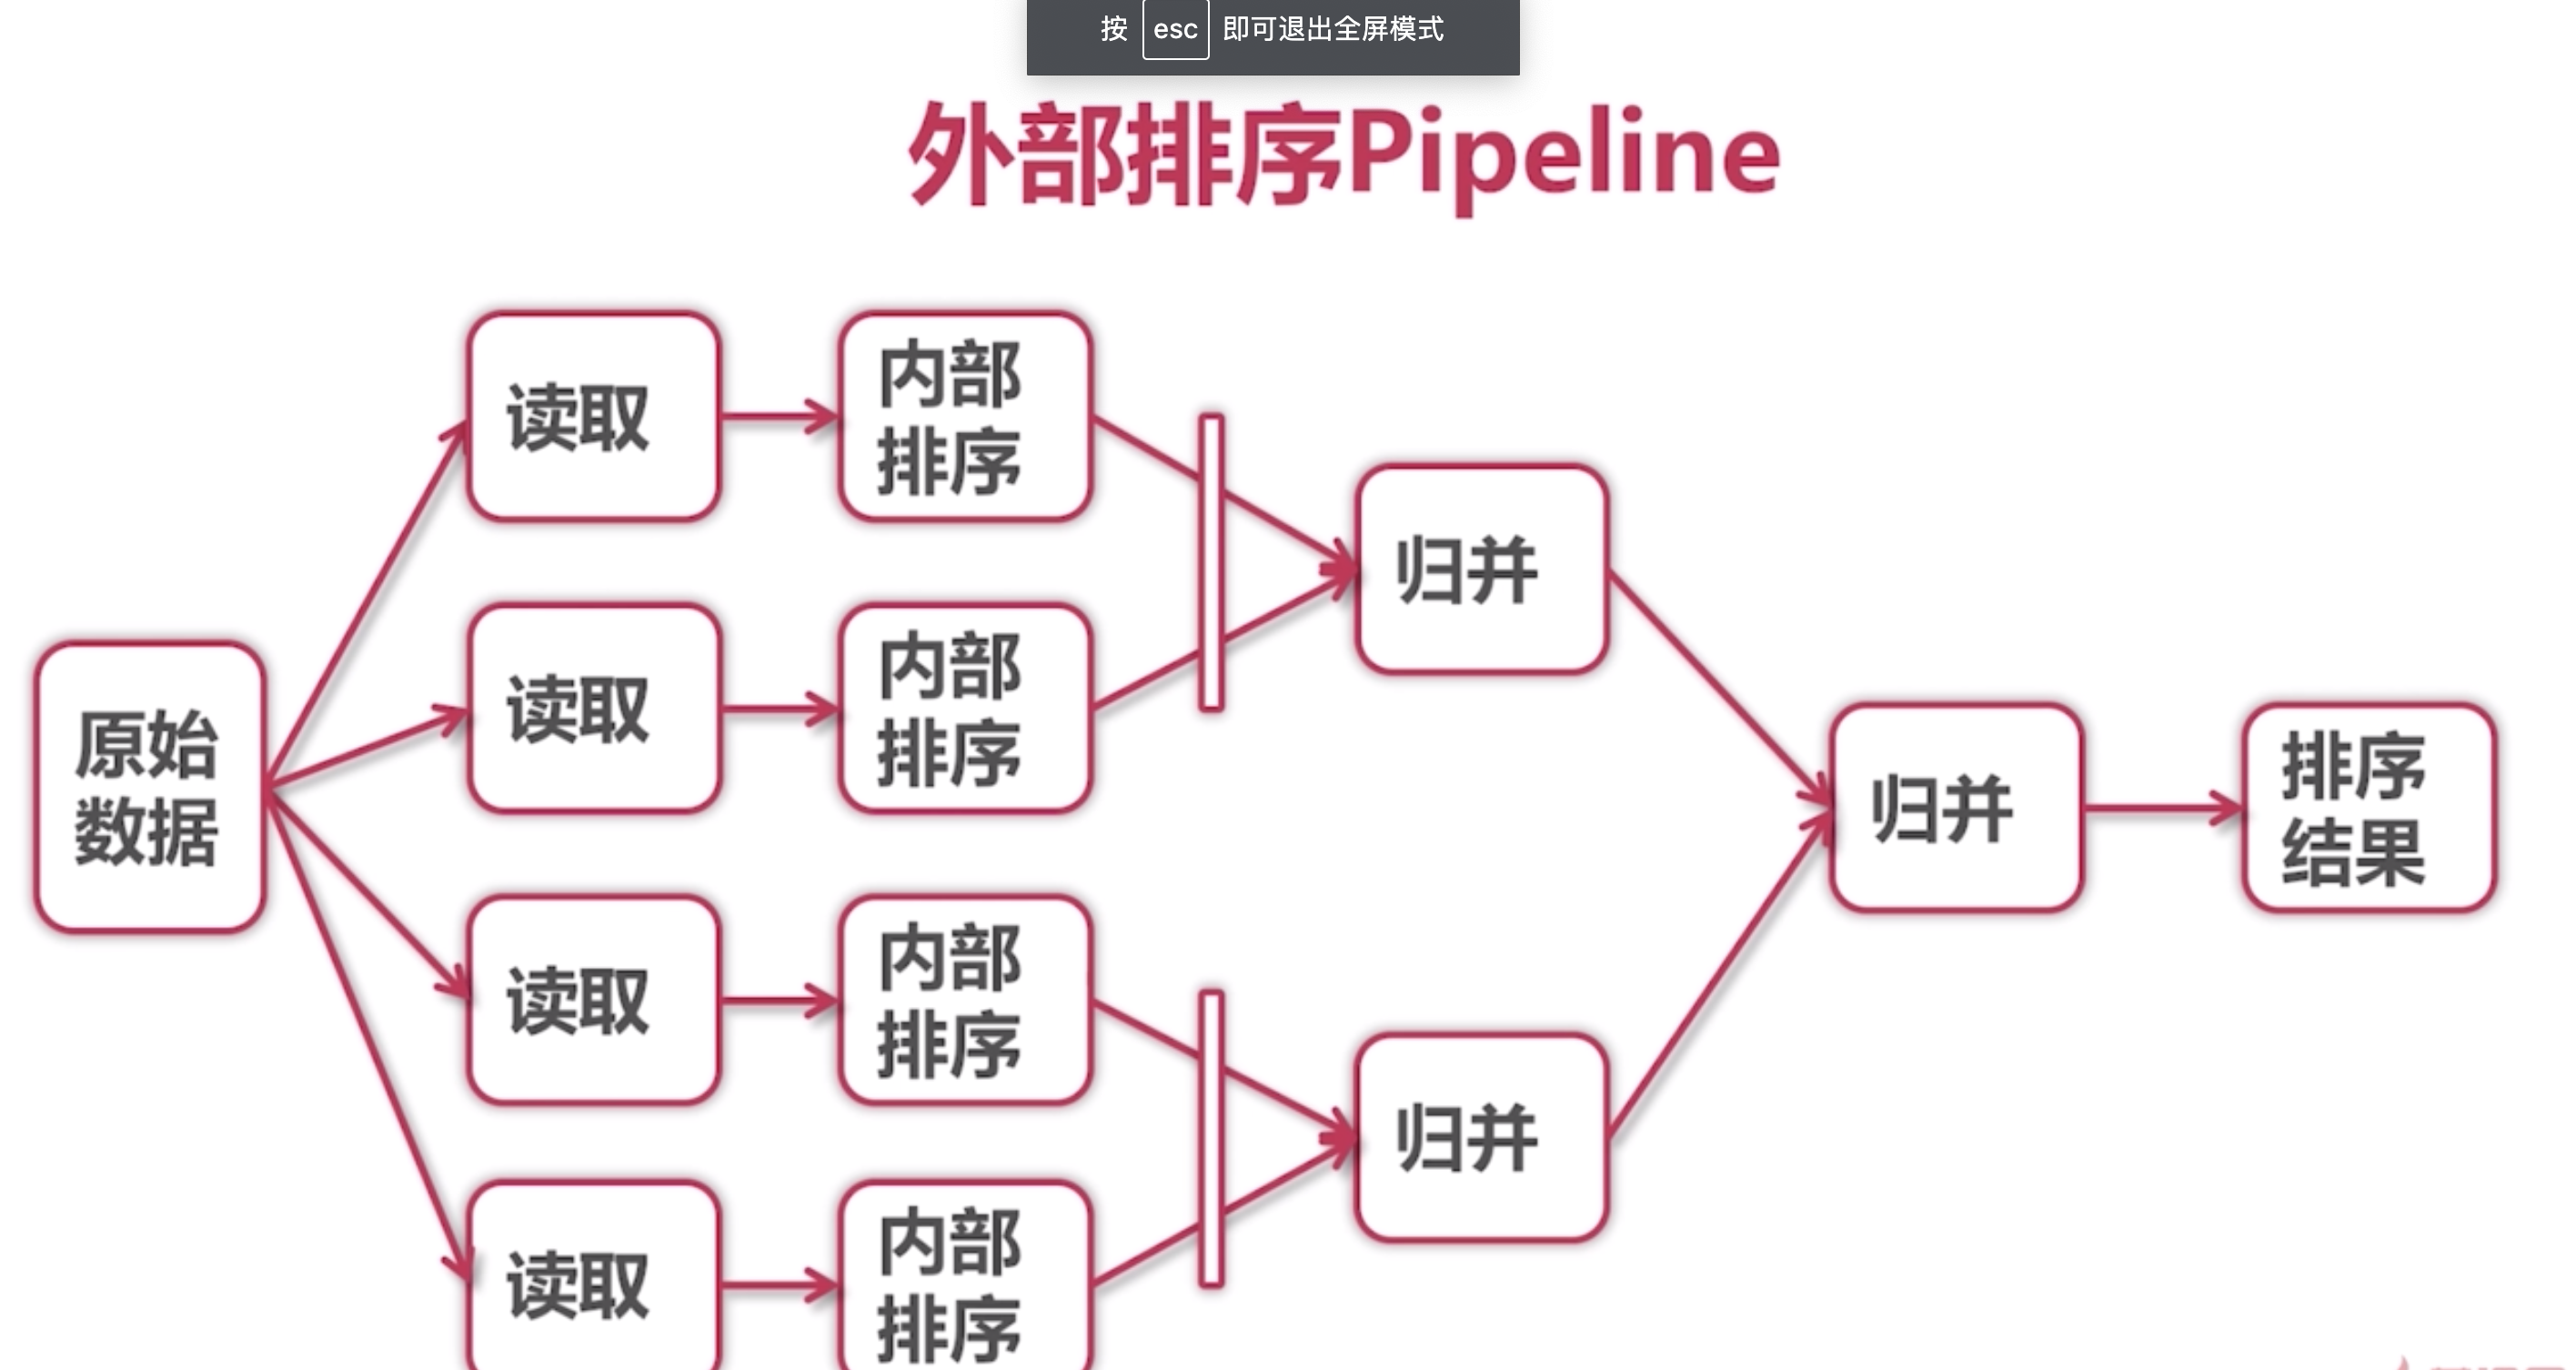 按 esc 即可退出全屏模式
外部排序Pipeline
原始
数据
读取
内部
排序
读取
内部
排序
读取
内部
排序
读取
内部
排序
归并
归并
归并
排序
结果